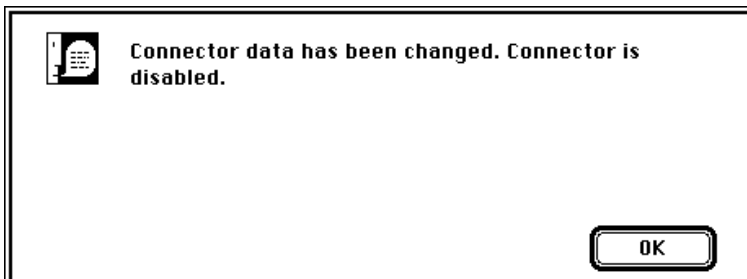 Connector data has been changed. Connector is
disabled.
OK